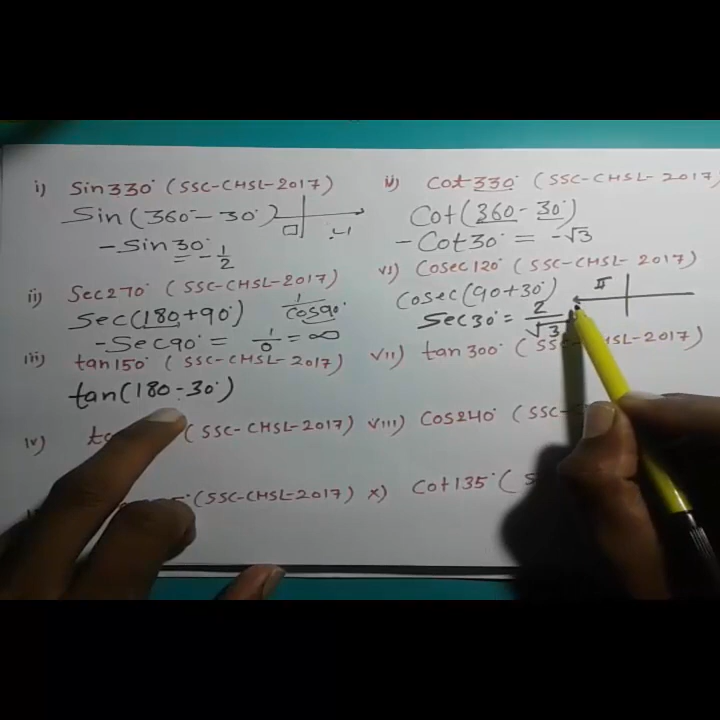 i) Sin330° (SSC-CHSL-2017)
Sin(360°-30°)
-Sin30°
= -1/2
ii) Sec270° (SSC-CHSL-2017)
Sec(180+90°) 1/cos90°
-Sec90° = 1/0 = ∞
iii) tan150° (SSC-CHSL-2017)
tan(180-30°)
iv) (SSC-CHSL-2017)
(SSC-CHSL-2017)
Cot330° (SSC-CHSL-2017)
Cot(360-30°)
-Cot30° = -√3
vi) Cosec120° (SSC-CHSL-2017)
Cosec(90+30°) II
Sec30° = 2/√3
vii) tan300° (SS HSL-2017)
viii) Cos240° (SSC-
x) Cot135° (S